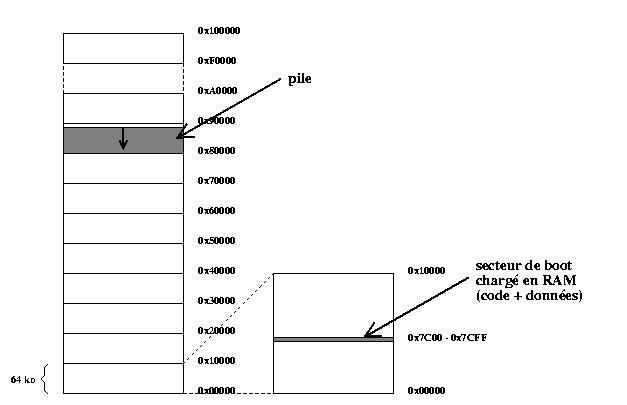 0x100000
0xF0000
pile
0xA0000
0x90000
0x80000
0x70000
0x60000
0x50000
0x40000
0x30000
0x20000
0x10000
64 ko
0x00000
secteur de boot
chargé en RAM
(code + données)
0x10000
0x7C00 - 0x7CFF
0x00000